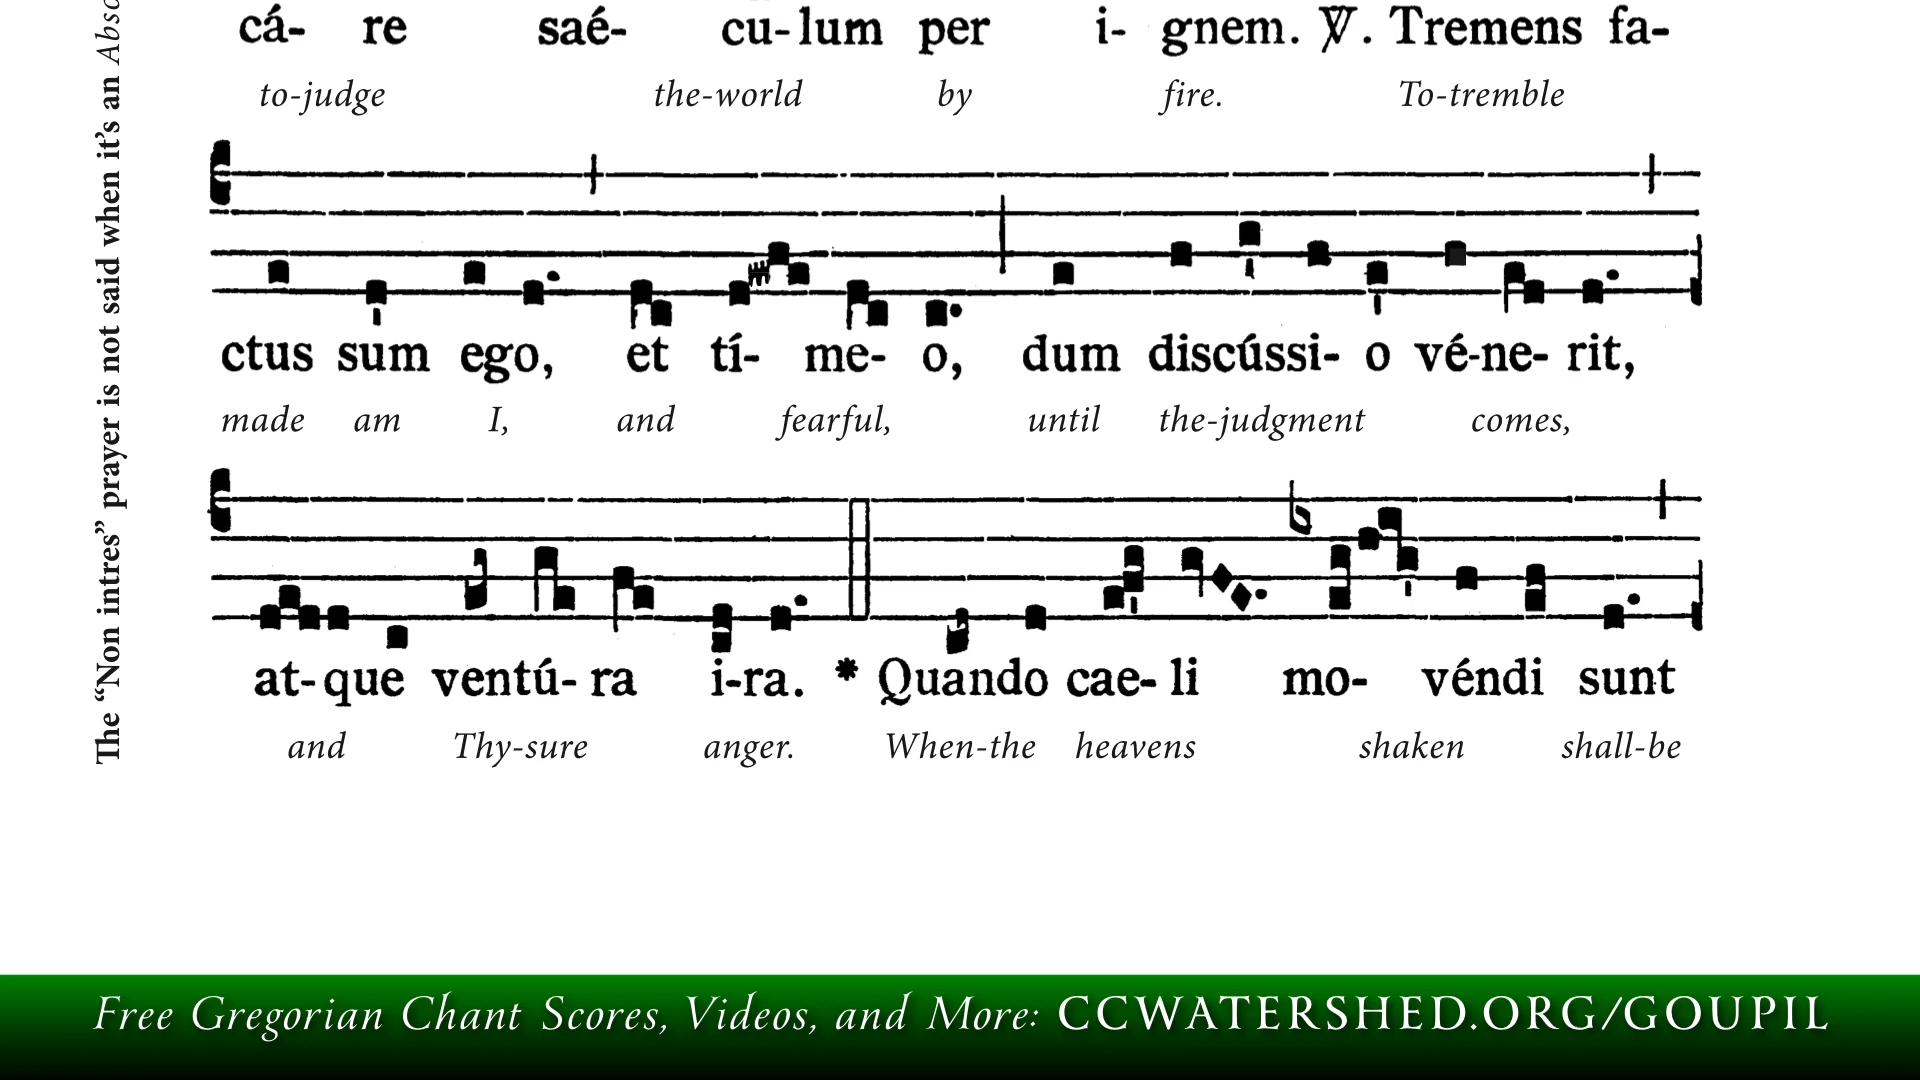 cá- re saé- cu-lum per i- gnem. ℣. Tremens fa-
to-judge the-world by fire. To-tremble
ctus sum ego, et tí- me- o, dum discússi- o vé-ne- rit,
made am I, and fearful, until the-judgment comes,
at-que ventú- ra i-ra. * Quando cae- li mo- véndi sunt
and Thy-sure anger. When-the heavens shaken shall-be
The “Non intres” prayer is not said when it’s an
Free Gregorian Chant Scores, Videos, and More: CCWATERSHED.ORG/GOUPIL